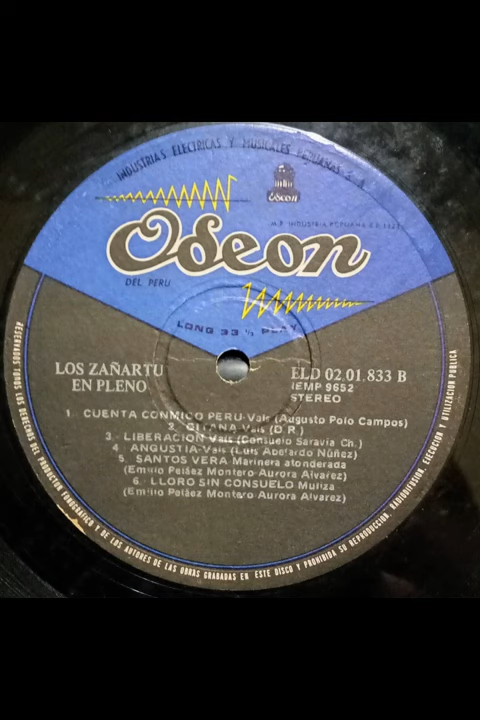 INDUSTRIAS ELECTRICAS Y MUSICALES PERUANAS S.A.
Odeon
M.R. INDUSTRIA PERUANA
Odeon
DEL PERU
LONG 33 ⅓ PLAY
LOS ZAÑARTU
EN PLENO
ELD 02.01.833 B
IEMP 9652
STEREO
1. CUENTA CONMIGO PERU-Vals (Augusto Polo Campos)
2. GITANA-Vals (D.R.)
3.- LIBERACION Vals (Consuelo Saravia Ch.)
4. ANGUSTIA-Vals (Luis Abelardo Núñez)
5. SANTOS VERA Marinera atonderada
(Emilio Peláez Montero-Aurora Alvarez)
6.- LLORO SIN CONSUELO Muliza
(Emilio Peláez Montero-Aurora Alvarez)
RESERVADOS TODOS LOS DERECHOS DEL PRODUCTOR FONOGRAFICO Y DE LOS AUTORES DE LAS OBRAS GRABADAS EN ESTE DISCO Y PROHIBIDA SU REPRODUCCION, RADIODIFUSION, EJECUCION Y UTILIZACION PUBLICA